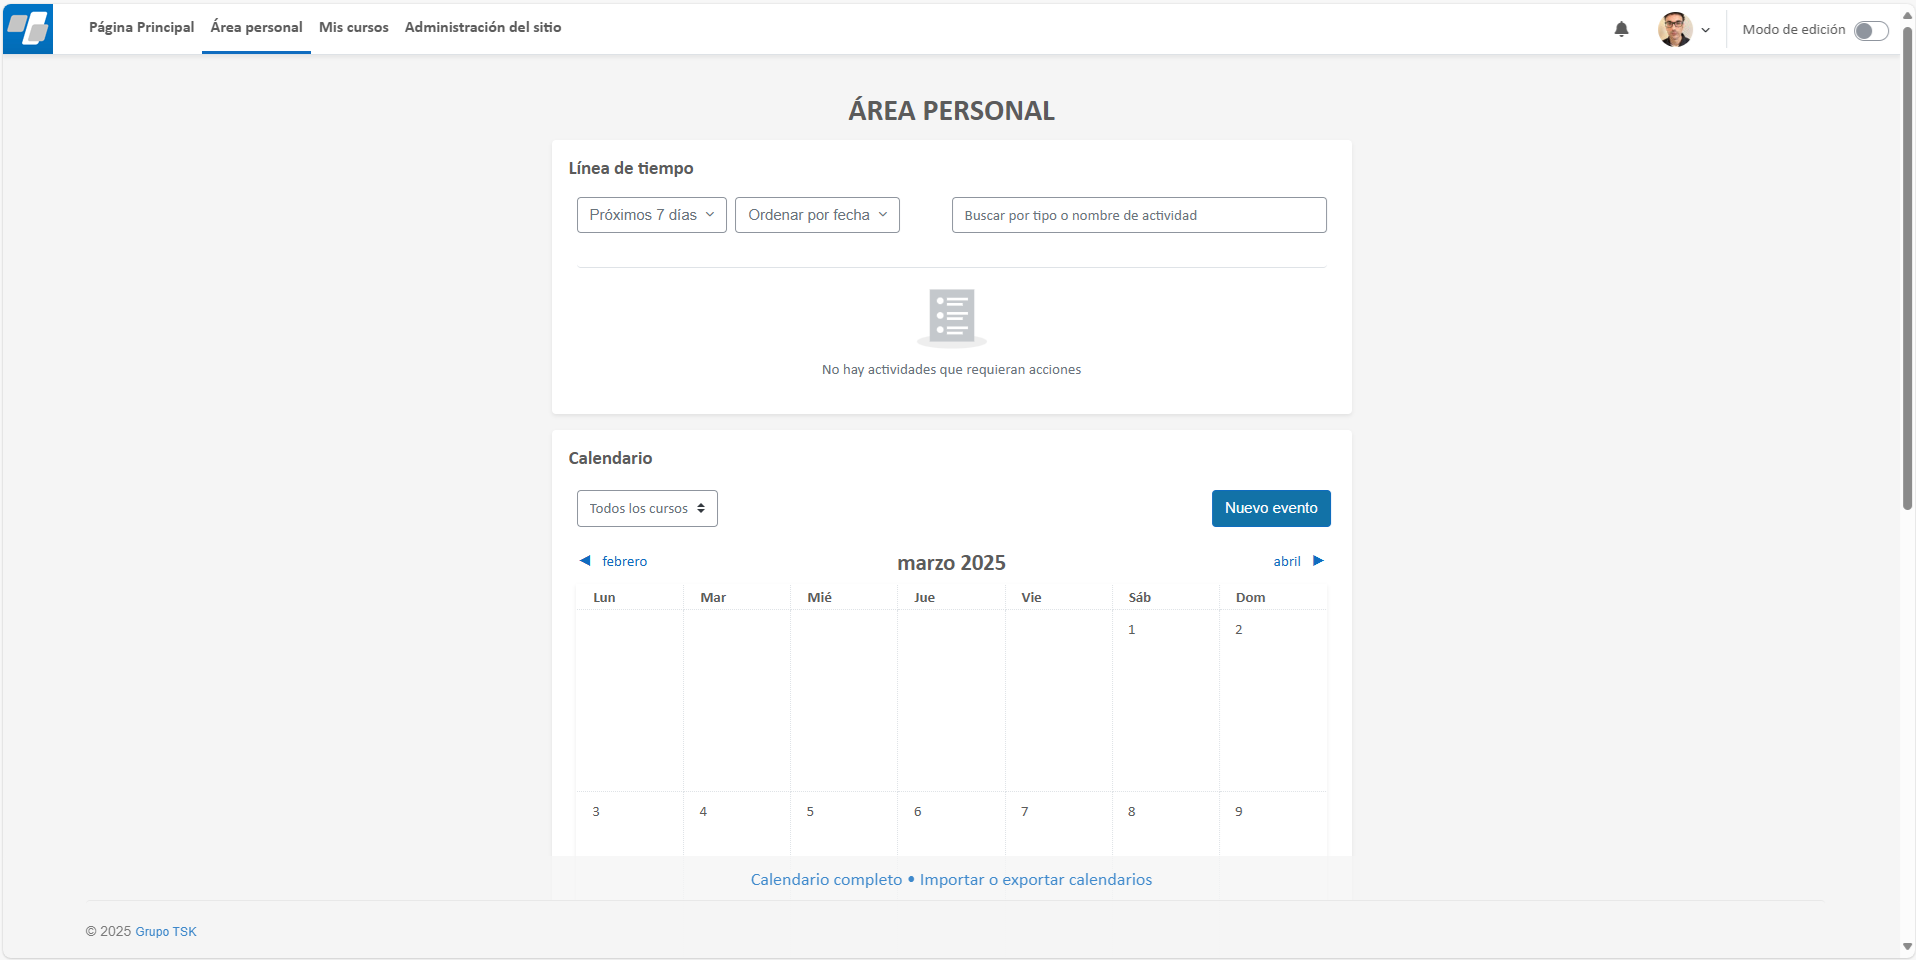 Página Principal Área personal Mis cursos Administración del sitio Modo de edición
ÁREA PERSONAL
Línea de tiempo
Próximos 7 días Ordenar por fecha Buscar por tipo o nombre de actividad
No hay actividades que requieran acciones
Calendario
Todos los cursos Nuevo evento
◄ febrero marzo 2025 abril ►
Lun Mar Mié Jue Vie Sáb Dom
1 2
3 4 5 6 7 8 9
Calendario completo • Importar o exportar calendarios
© 2025 Grupo TSK